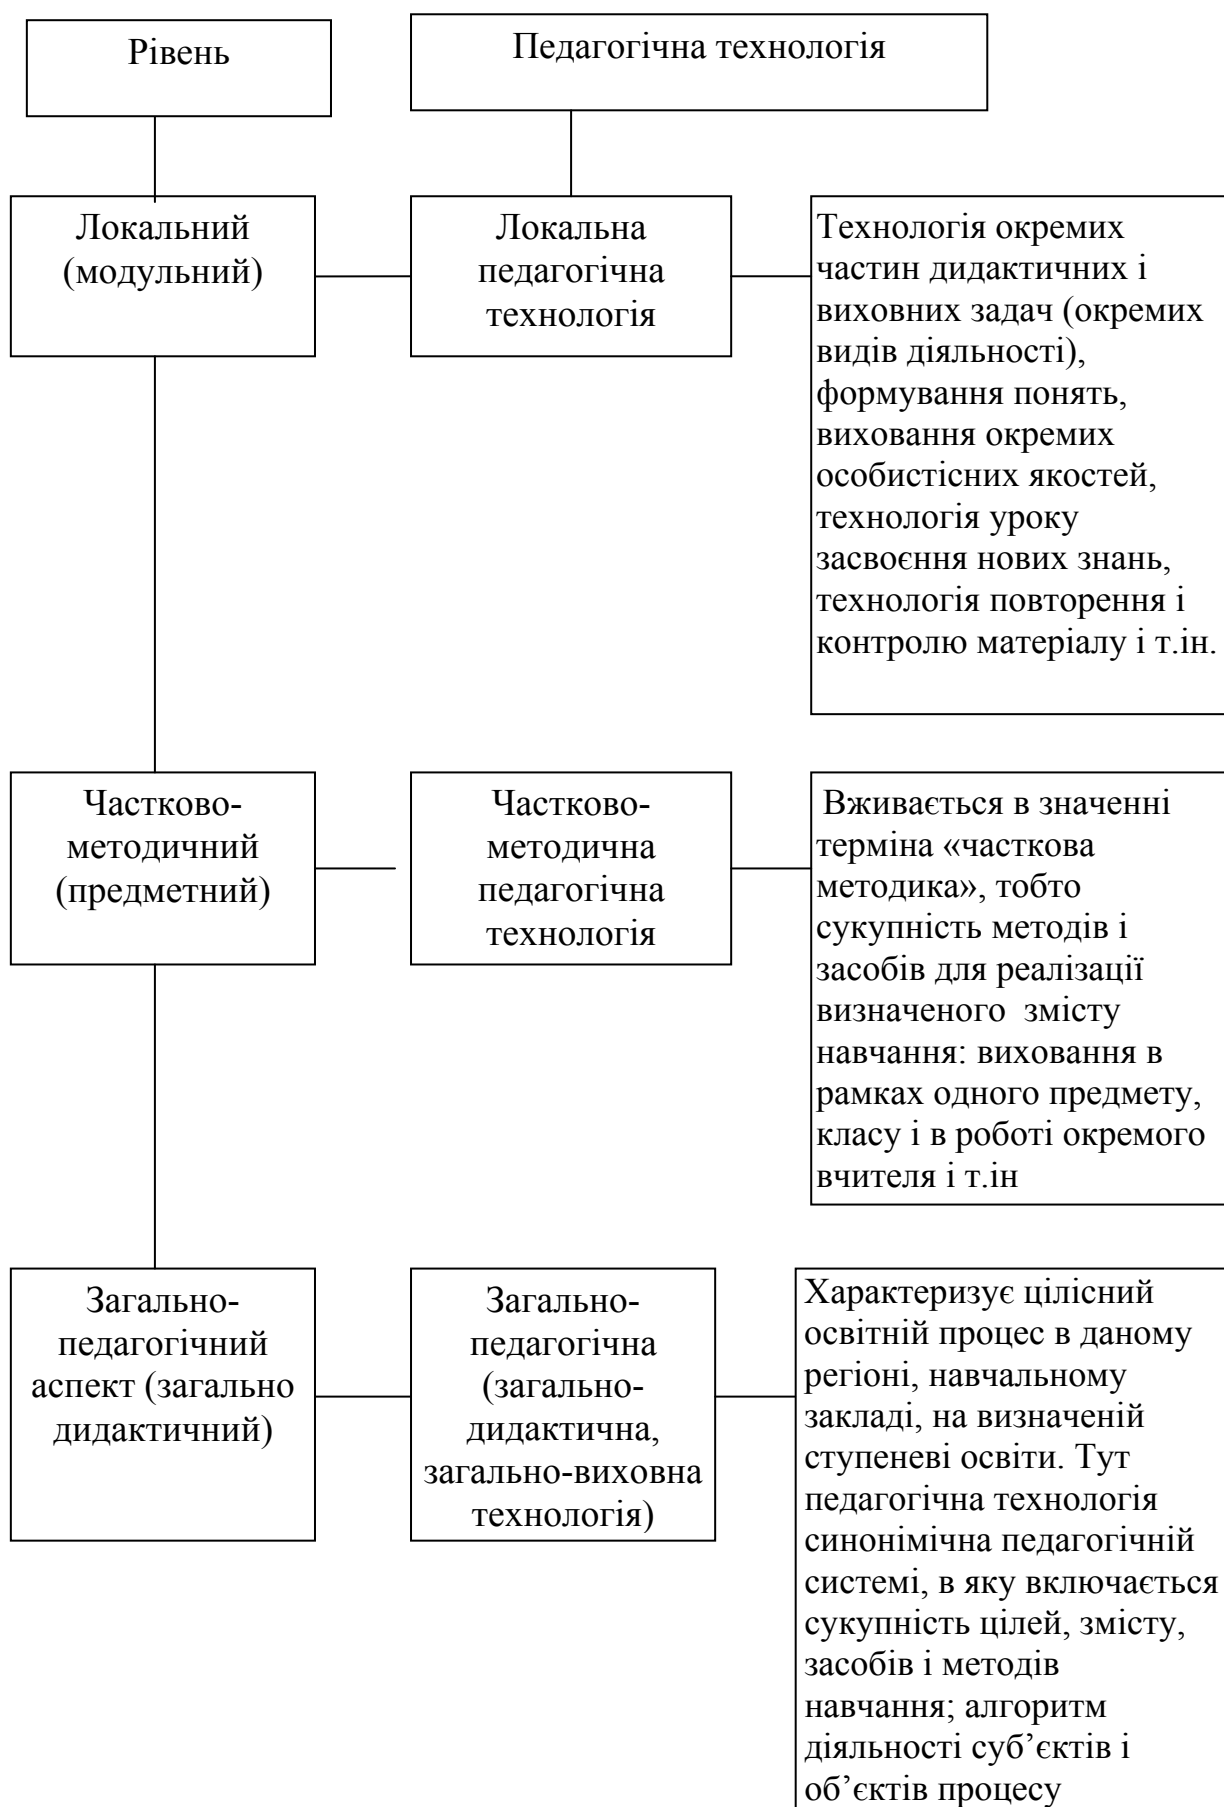 Рівень
Педагогічна технологія
Локальний
(модульний)
Локальна
педагогічна
технологія
Технологія окремих
частин дидактичних і
виховних задач (окремих
видів діяльності),
формування понять,
виховання окремих
особистісних якостей,
технологія уроку
засвоєння нових знань,
технологія повторення і
контролю матеріалу і т.ін.
Частково-
методичний
(предметний)
Частково-
методична
педагогічна
технологія
Вживається в значенні
терміна «часткова
методика», тобто
сукупність методів і
засобів для реалізації
визначеного змісту
навчання: виховання в
рамках одного предмету,
класу і в роботі окремого
вчителя і т.ін
Загально-
педагогічний
аспект (загально
дидактичний)
Загально-
педагогічна
(загально-
дидактична,
загально-виховна
технологія)
Характеризує цілісний
освітній процес в даному
регіоні, навчальному
закладі, на визначеній
ступеневі освіти. Тут
педагогічна технологія
синонімічна педагогічній
системі, в яку включається
сукупність цілей, змісту,
засобів і методів
навчання; алгоритм
діяльності суб’єктів і
об’єктів процесу